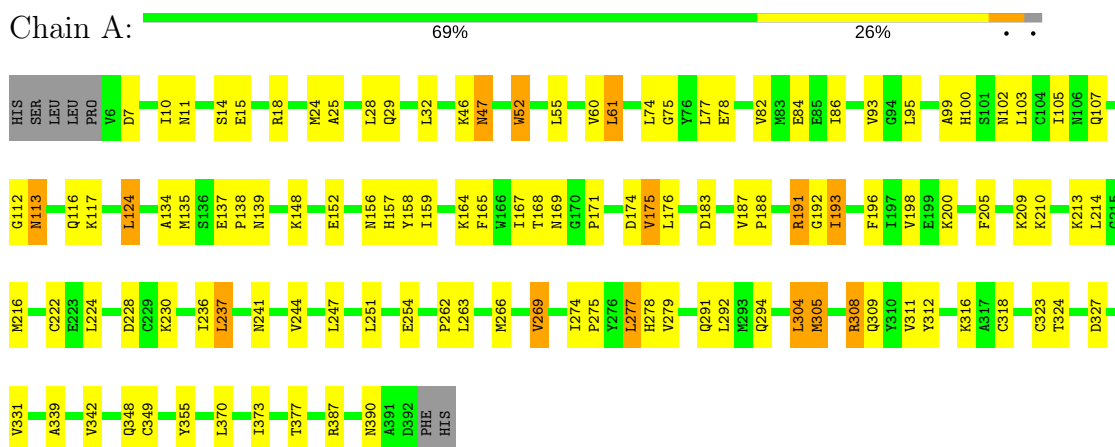 Chain A:
69% 26% • •
HIS SER LEU LEU PRO V6 D7 I10 N11 S14 E15 R18 M24 A25 L28 Q29 L32 K46 N47 W52 L55 V60 L61 L74 G75 Y76 L77 E78 V82 M83 E84 E85 I86 V93 G94 L95 A99 H100 S101 N102 L103 C104 I105 N106 Q107
G112 N113 Q116 K117 L124 A134 M135 S136 E137 P138 N139 K148 E152 N156 H157 Y158 I159 K164 F165 W166 I167 T168 N169 G170 P171 D174 V175 L176 D183 V187 P188 R191 G192 I193 F196 I197 V198 E199 K200 F205 K209 K210 K213 L214 G215
M216 C222 E223 L224 D228 C229 K230 I236 L237 N241 V244 L247 L251 E254 P262 L263 M266 V269 I274 P275 Y276 L277 H278 V279 Q291 L292 M293 Q294 L304 M305 R308 Q309 Y310 V311 Y312 K316 A317 C318 C323 T324 D327
V331 A339 V342 Q348 C349 Y355 L370 I373 T377 R387 N390 A391 D392 PHE HIS